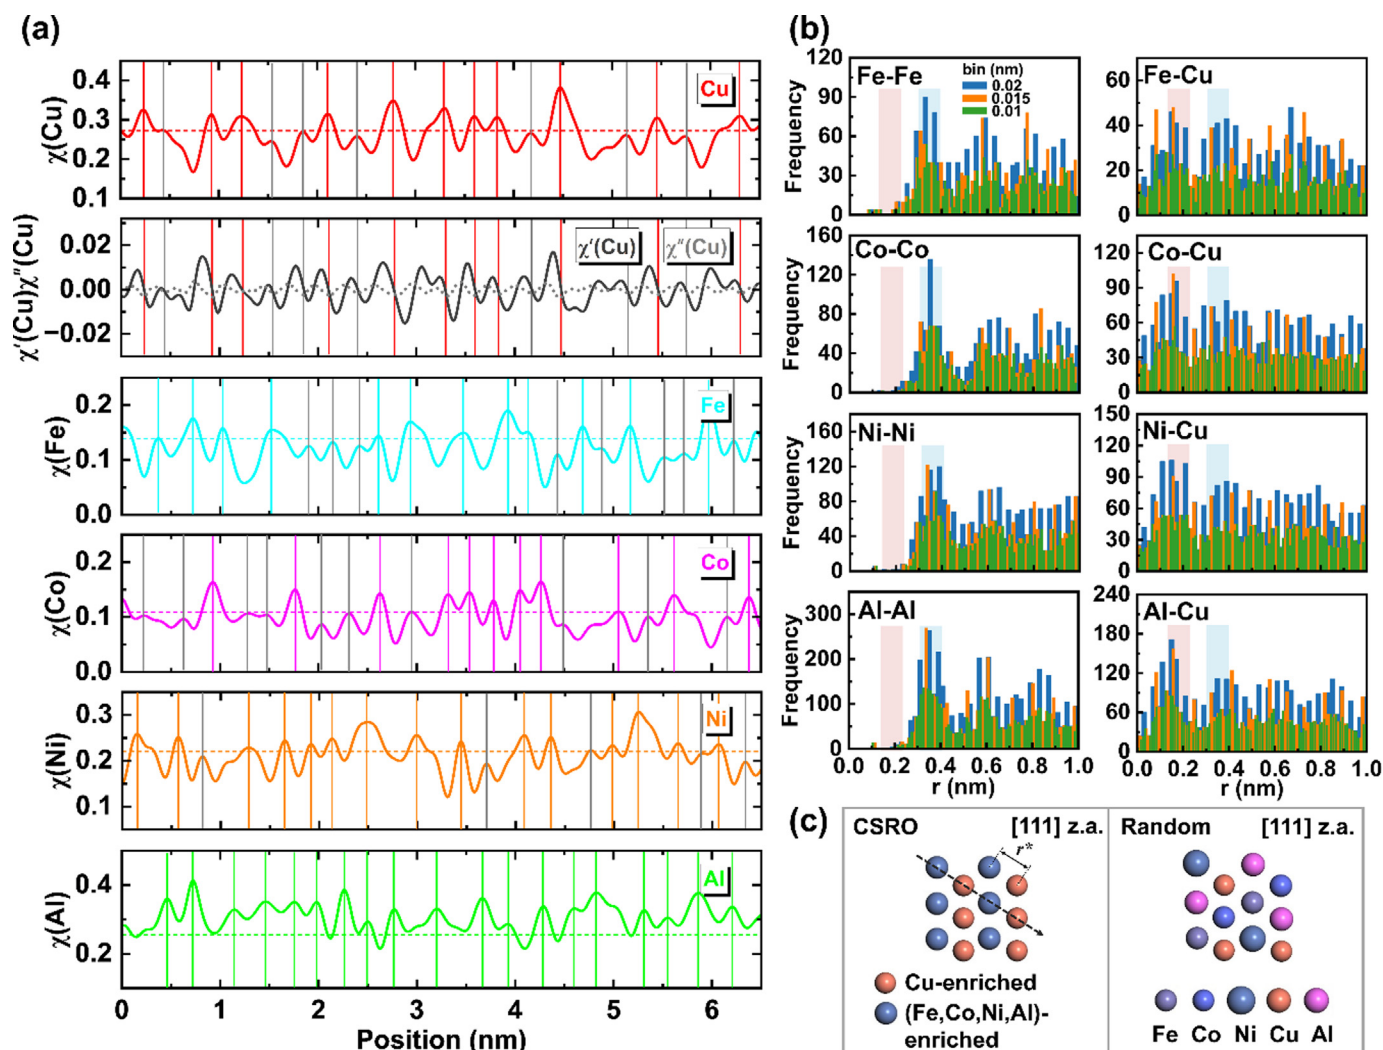 (a)
0.4
0.3
0.2
0.1
χ(Cu)
Cu
0.02
0.00
−0.02
χ′(Cu)χ″(Cu)
χ′(Cu)
χ″(Cu)
0.2
0.1
0.0
χ(Fe)
Fe
0.2
0.1
0.0
χ(Co)
Co
0.3
0.2
0.1
χ(Ni)
Ni
0.4
0.2
χ(Al)
Al
0 1 2 3 4 5 6
Position (nm)
(b)
120
90
60
30
0
Frequency
Fe-Fe
bin (nm)
0.02
0.015
0.01
60
40
20
0
Fe-Cu
160
120
80
40
0
Frequency
Co-Co
120
90
60
30
0
Co-Cu
160
120
80
40
0
Frequency
Ni-Ni
150
120
90
60
30
0
Ni-Cu
300
200
100
0
Frequency
Al-Al
240
180
120
60
0
Al-Cu
0.0 0.2 0.4 0.6 0.8 1.0
r (nm)
0.0 0.2 0.4 0.6 0.8 1.0
r (nm)
(c)
CSRO [111] z.a.
r*
Cu-enriched
(Fe,Co,Ni,Al)-
enriched
Random [111] z.a.
Fe Co Ni Cu Al